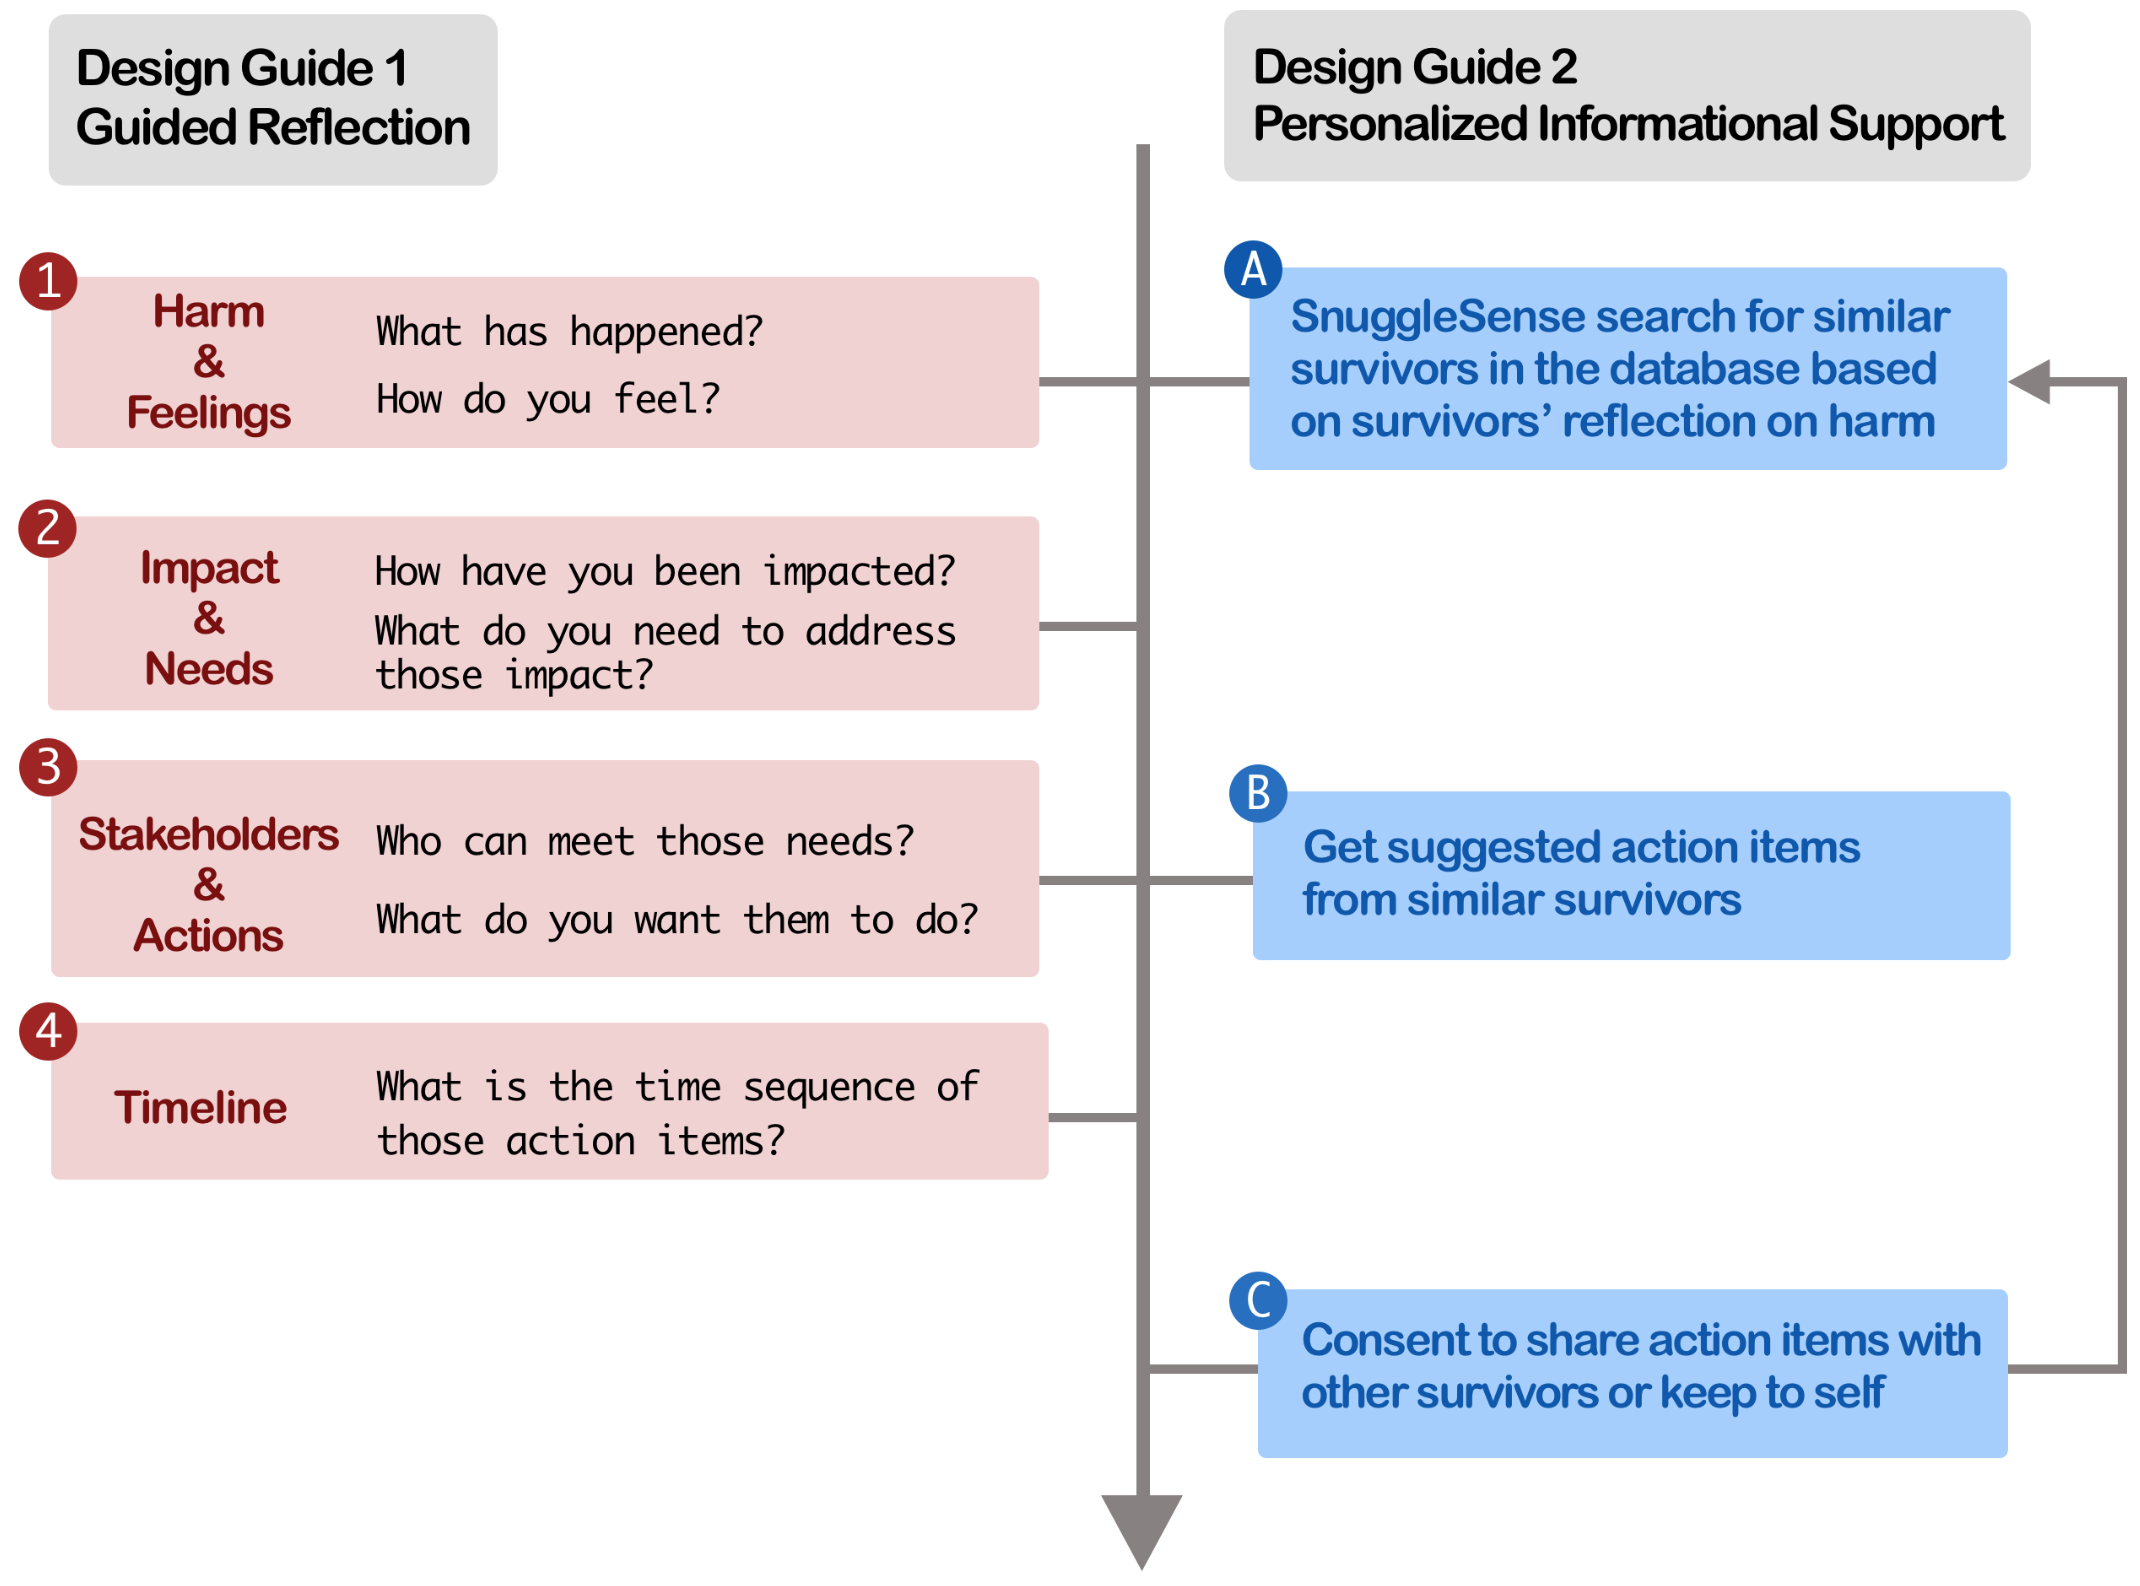 Design Guide 1
Guided Reflection
Design Guide 2
Personalized Informational Support
1
Harm
&
Feelings
What has happened?
How do you feel?
A
SnuggleSense search for similar
survivors in the database based
on survivors’ reflection on harm
2
Impact
&
Needs
How have you been impacted?
What do you need to address
those impact?
3
Stakeholders
&
Actions
Who can meet those needs?
What do you want them to do?
B
Get suggested action items
from similar survivors
4
Timeline
What is the time sequence of
those action items?
C
Consent to share action items with
other survivors or keep to self